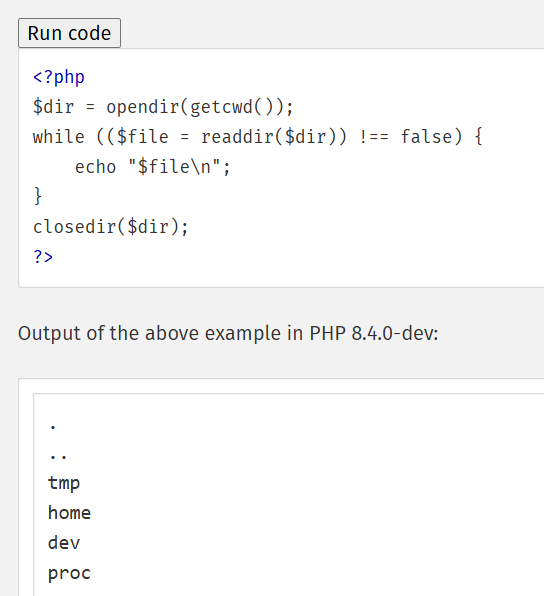 Run code
<?php
$dir = opendir(getcwd());
while (($file = readdir($dir)) !== false) {
    echo "$file\n";
}
closedir($dir);
?>
Output of the above example in PHP 8.4.0-dev:
.
..
tmp
home
dev
proc